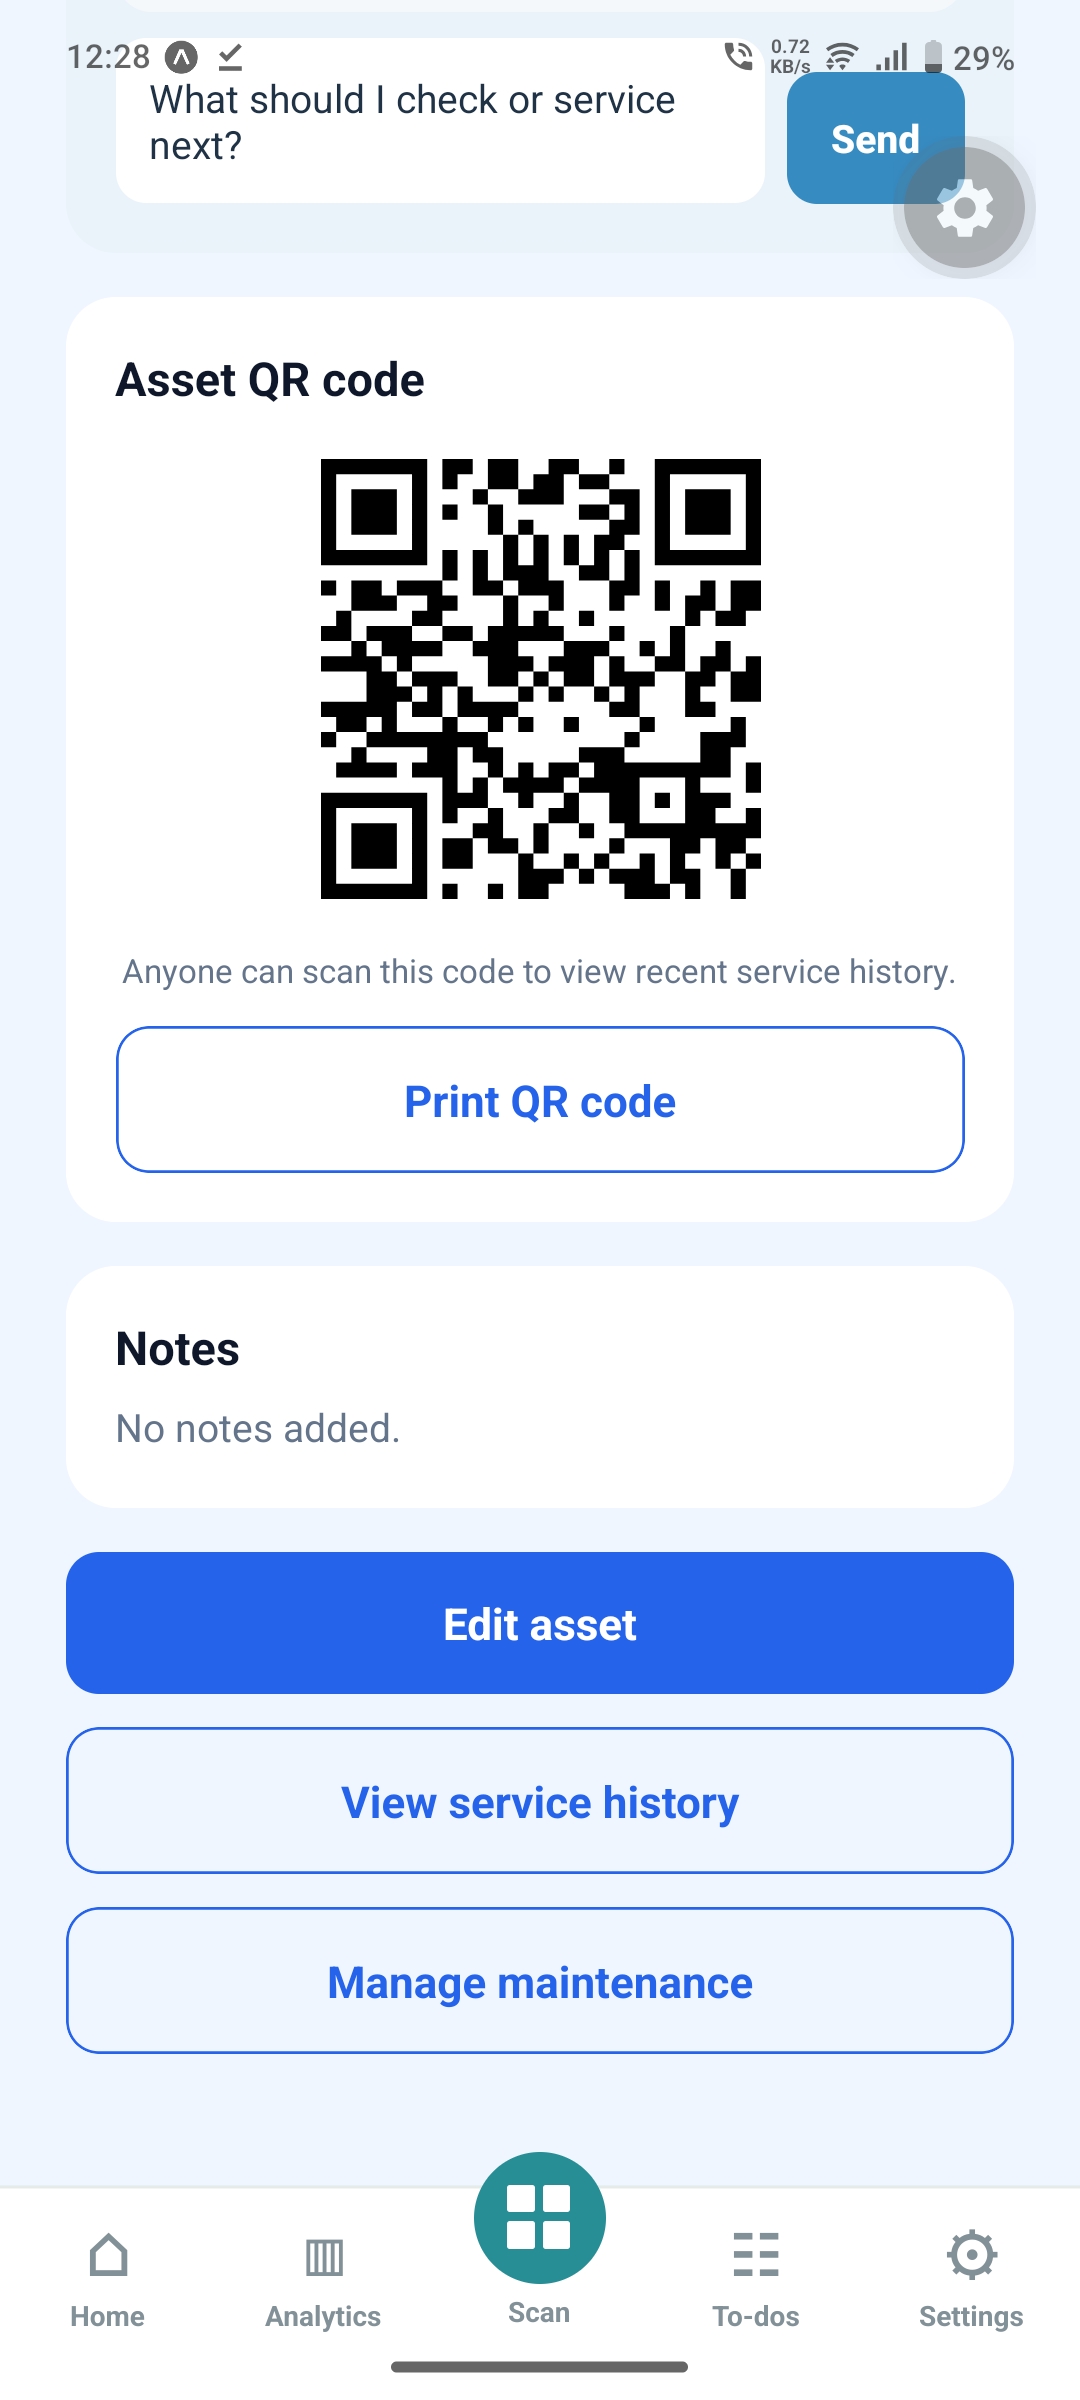 12:28
0.72
KB/s
29%
What should I check or service
next?
Send
Asset QR code
Anyone can scan this code to view recent service history.
Print QR code
Notes
No notes added.
Edit asset
View service history
Manage maintenance
Home
Analytics
Scan
To-dos
Settings